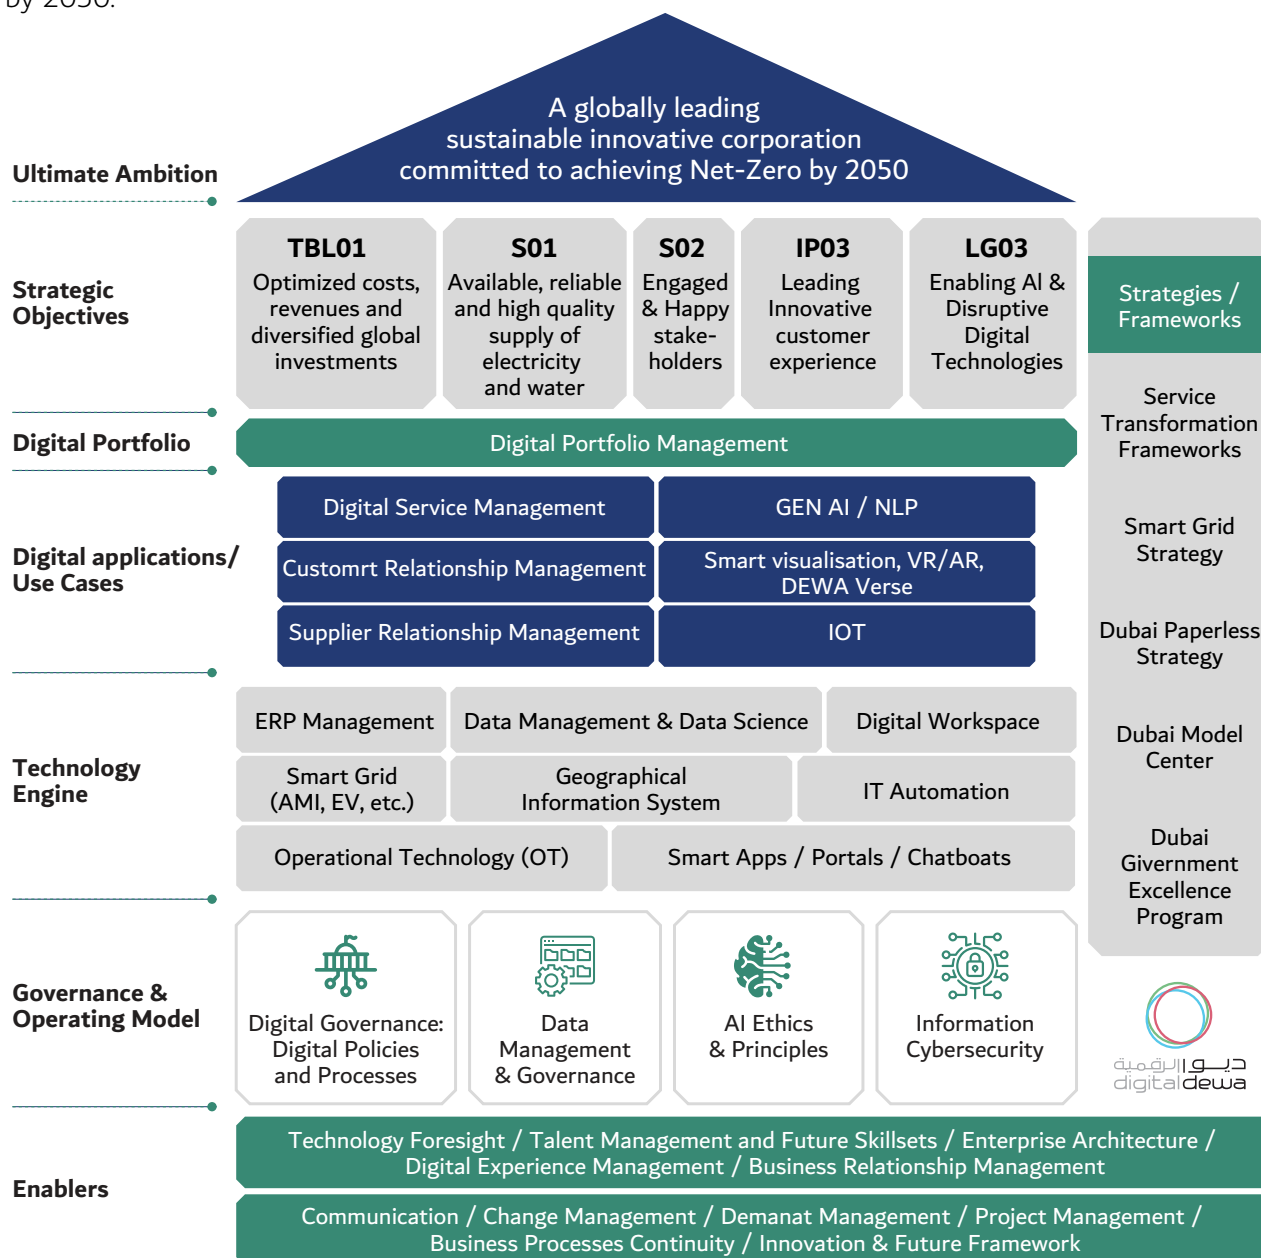 by 2050.
A globally leading
sustainable innovative corporation
committed to achieving Net-Zero by 2050
Ultimate Ambition
Strategic
Objectives
TBL01
Optimized costs,
revenues and
diversified global
investments
S01
Available, reliable
and high quality
supply of
electricity
and water
S02
Engaged
& Happy
stake-
holders
IP03
Leading
Innovative
customer
experience
LG03
Enabling Al &
Disruptive
Digital
Technologies
Digital Portfolio
Digital Portfolio Management
Digital applications/
Use Cases
Digital Service Management
GEN AI / NLP
Customrt Relationship Management
Smart visualisation, VR/AR,
DEWA Verse
Supplier Relationship Management
IOT
Technology
Engine
ERP Management
Data Management & Data Science
Digital Workspace
Smart Grid
(AMI, EV, etc.)
Geographical
Information System
IT Automation
Operational Technology (OT)
Smart Apps / Portals / Chatboats
Governance &
Operating Model
Digital Governance:
Digital Policies
and Processes
Data
Management
& Governance
AI Ethics
& Principles
Information
Cybersecurity
Enablers
Technology Foresight / Talent Management and Future Skillsets / Enterprise Architecture /
Digital Experience Management / Business Relationship Management
Communication / Change Management / Demanat Management / Project Management /
Business Processes Continuity / Innovation & Future Framework
Strategies /
Frameworks
Service
Transformation
Frameworks
Smart Grid
Strategy
Dubai Paperless
Strategy
Dubai Model
Center
Dubai
Givernment
Excellence
Program
ديوا الرقمية
digitaldewa